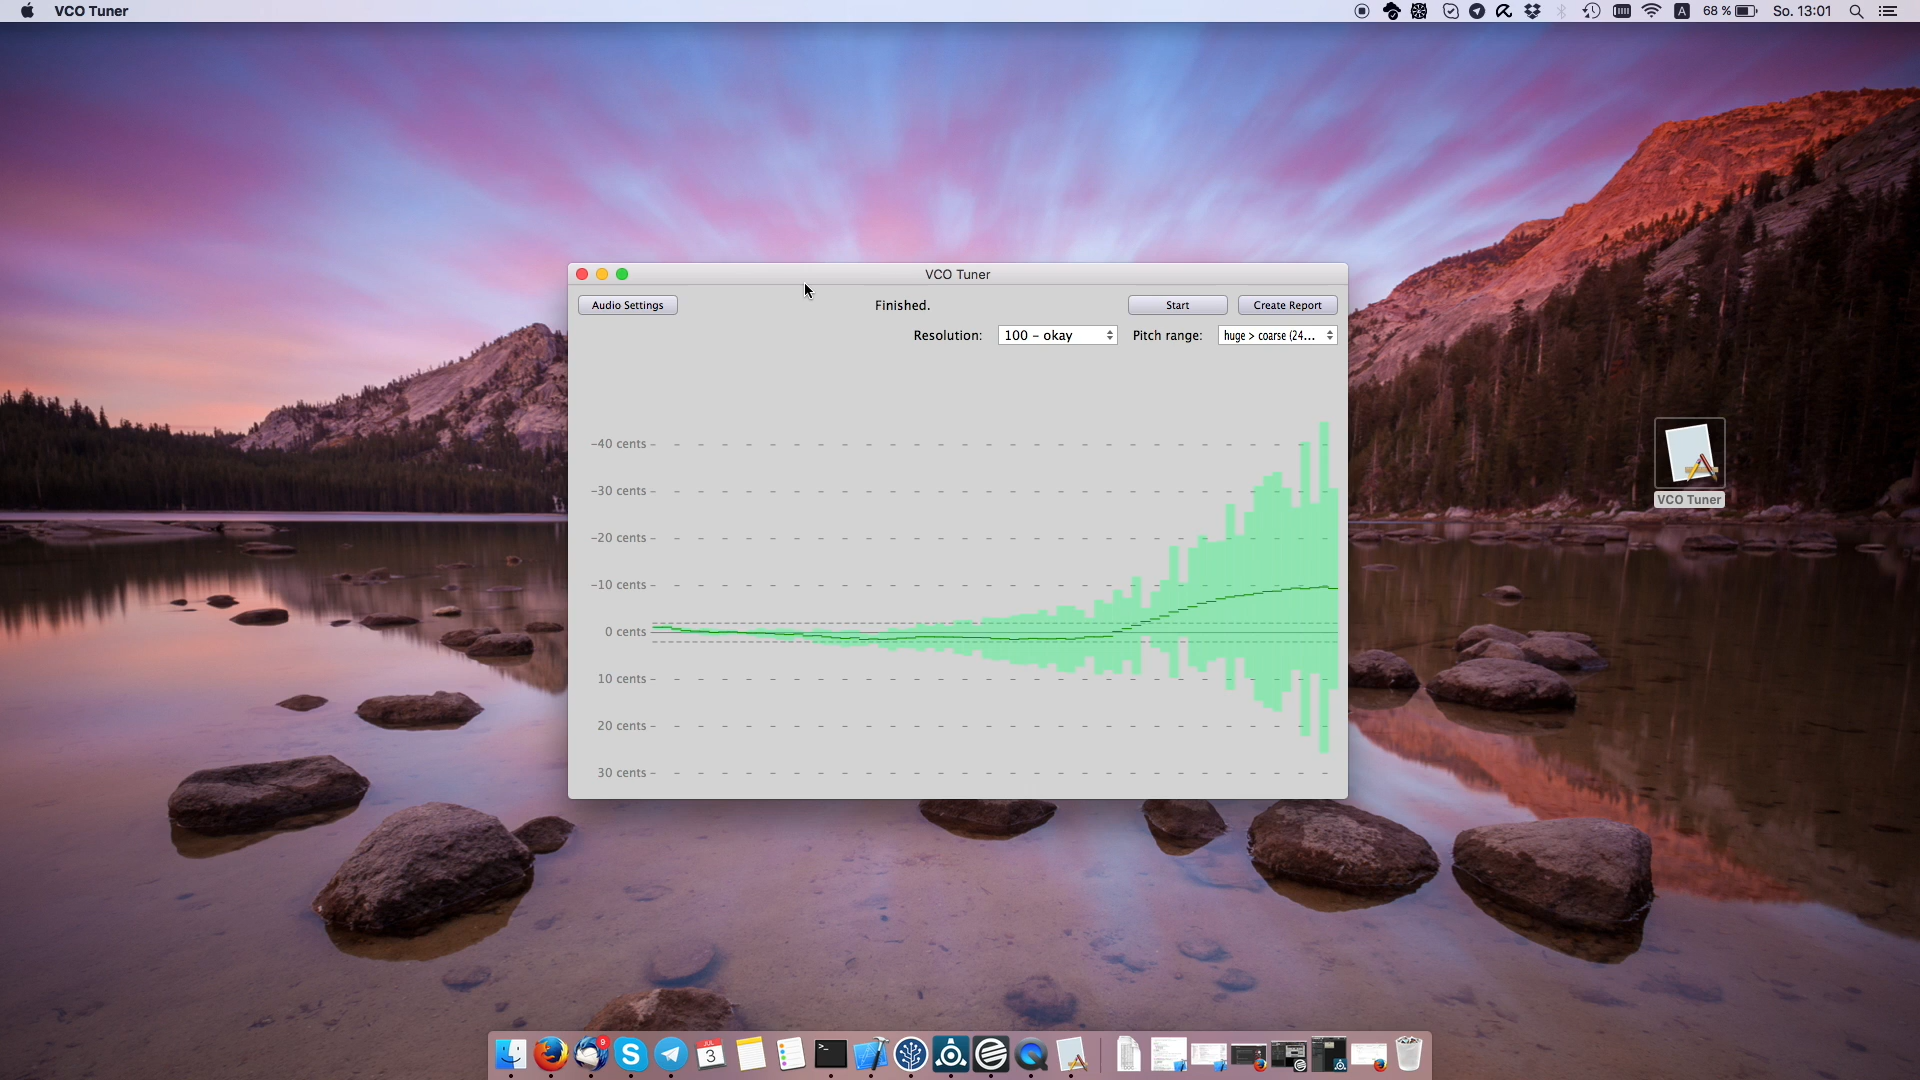 VCO Tuner
68 %
So. 13:01
VCO Tuner
Audio Settings
Finished.
Start
Create Report
Resolution:
100 – okay
Pitch range:
huge > coarse (24...
-40 cents
-30 cents
-20 cents
-10 cents
0 cents
10 cents
20 cents
30 cents
VCO Tuner
9
JUL
3